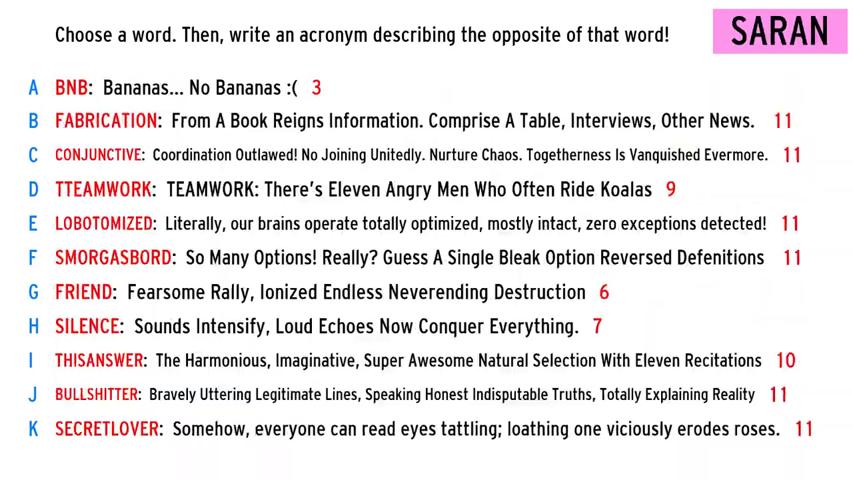 Choose a word. Then, write an acronym describing the opposite of that word!
SARAN
A BNB: Bananas... No Bananas :( 3
B FABRICATION: From A Book Reigns Information. Comprise A Table, Interviews, Other News. 11
C CONJUNCTIVE: Coordination Outlawed! No Joining Unitedly. Nurture Chaos. Togetherness Is Vanquished Evermore. 11
D TTEAMWORK: TEAMWORK: There's Eleven Angry Men Who Often Ride Koalas 9
E LOBOTOMIZED: Literally, our brains operate totally optimized, mostly intact, zero exceptions detected! 11
F SMORGASBORD: So Many Options! Really? Guess A Single Bleak Option Reversed Defenitions 11
G FRIEND: Fearsome Rally, Ionized Endless Neverending Destruction 6
H SILENCE: Sounds Intensify, Loud Echoes Now Conquer Everything. 7
I THISANSWER: The Harmonious, Imaginative, Super Awesome Natural Selection With Eleven Recitations 10
J BULLSHITTER: Bravely Uttering Legitimate Lines, Speaking Honest Indisputable Truths, Totally Explaining Reality 11
K SECRETLOVER: Somehow, everyone can read eyes tattling; loathing one viciously erodes roses. 11